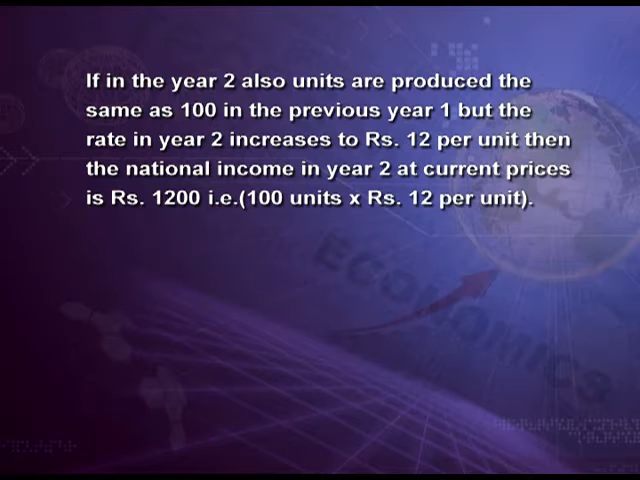 If in the year 2 also units are produced the
same as 100 in the previous year 1 but the
rate in year 2 increases to Rs. 12 per unit then
the national income in year 2 at current prices
is Rs. 1200 i.e.(100 units x Rs. 12 per unit).
ECONOMICS